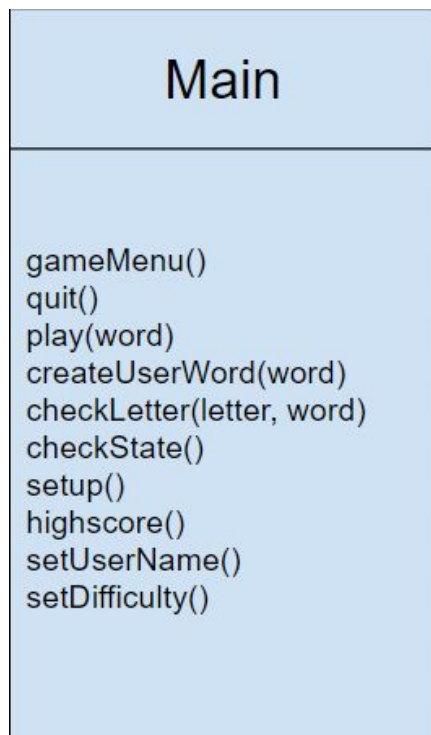 Main
gameMenu()
quit()
play(word)
createUserWord(word)
checkLetter(letter, word)
checkState()
setup()
highscore()
setUserName()
setDifficulty()